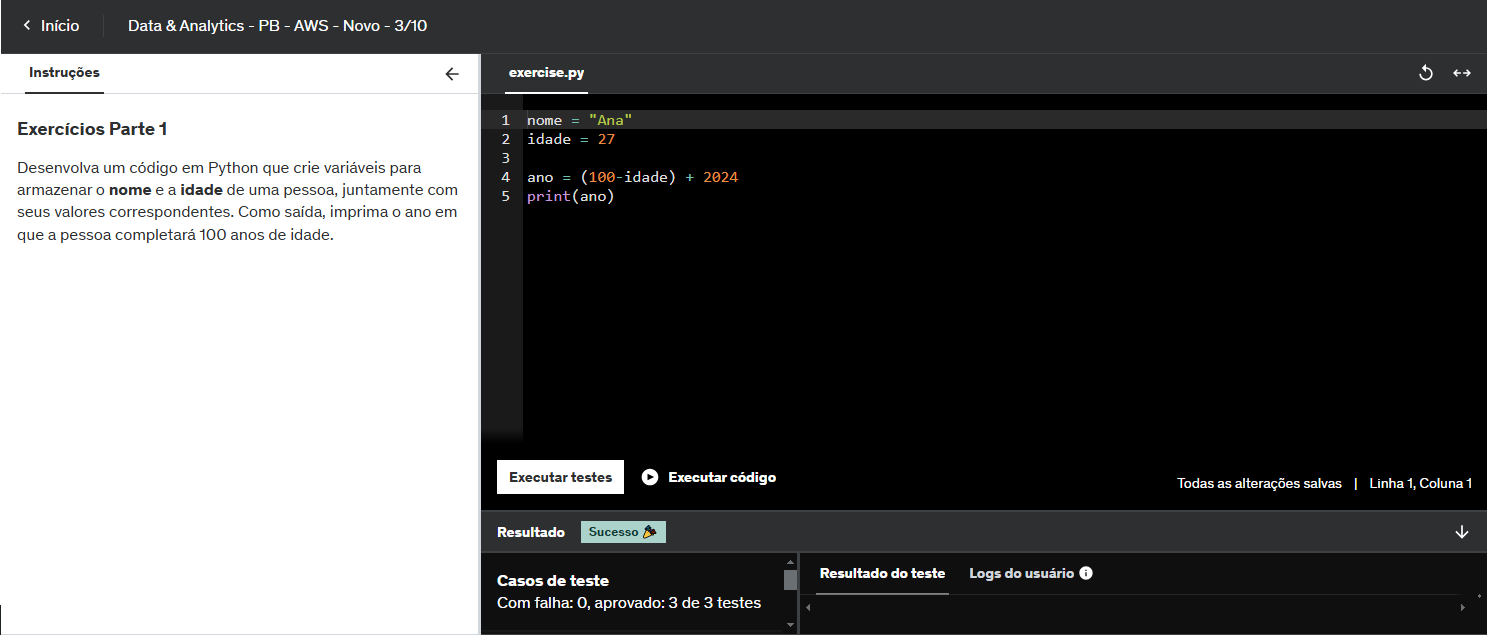 Início
Data & Analytics - PB - AWS - Novo - 3/10
Instruções
Exercícios Parte 1
Desenvolva um código em Python que crie variáveis para
armazenar o nome e a idade de uma pessoa, juntamente com
seus valores correspondentes. Como saída, imprima o ano em
que a pessoa completará 100 anos de idade.
exercise.py
1 nome = "Ana"
2 idade = 27
3
4 ano = (100-idade) + 2024
5 print(ano)
Executar testes
Executar código
Todas as alterações salvas | Linha 1, Coluna 1
Resultado
Sucesso 🎉
Casos de teste
Com falha: 0, aprovado: 3 de 3 testes
Resultado do teste
Logs do usuário